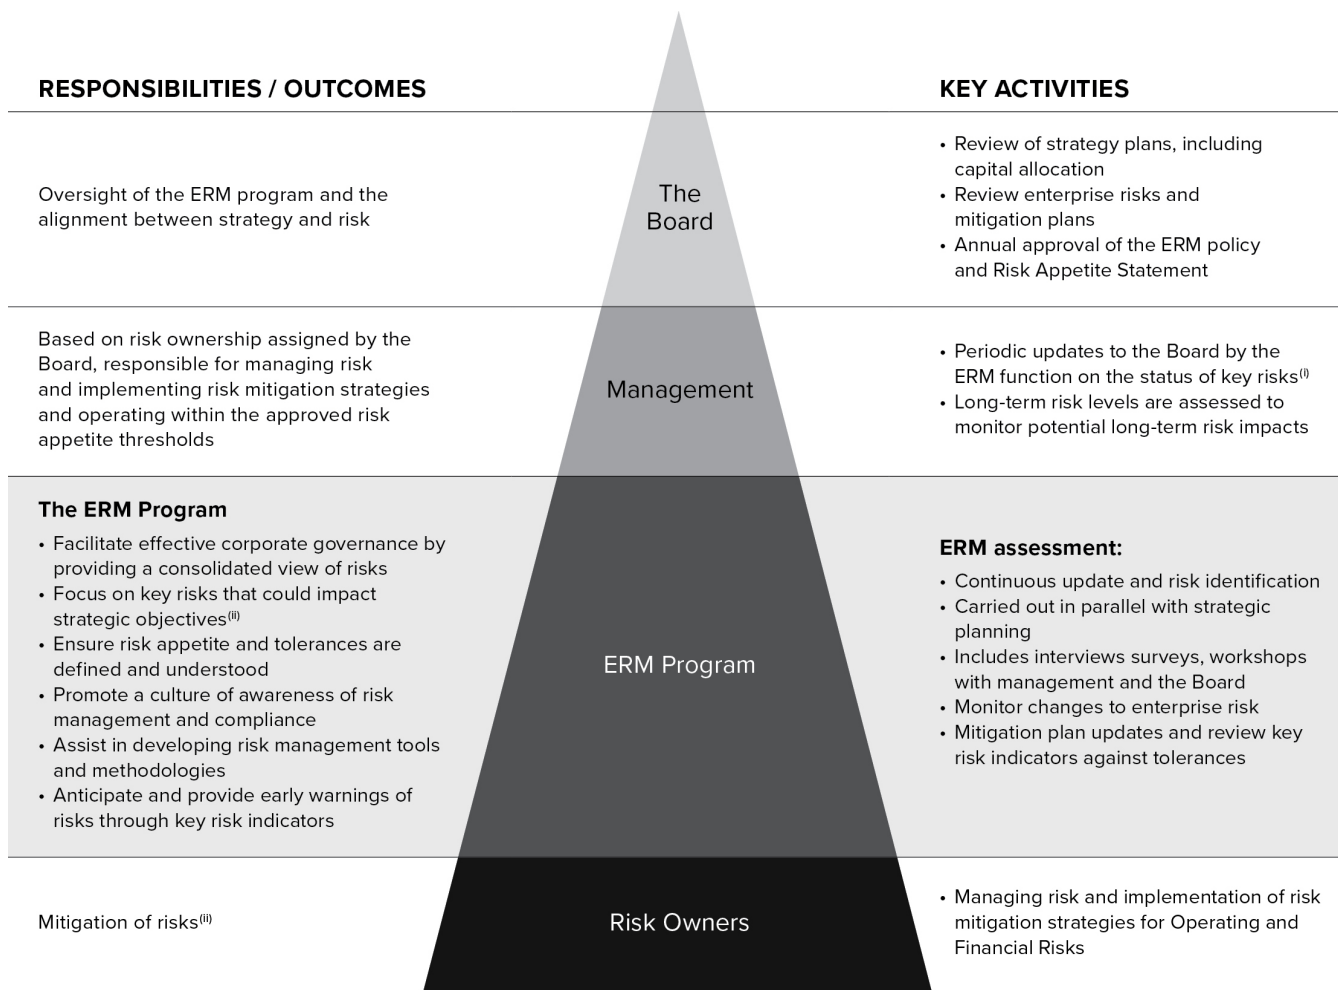 RESPONSIBILITIES / OUTCOMES
KEY ACTIVITIES
Oversight of the ERM program and the
alignment between strategy and risk
The
Board
• Review of strategy plans, including
capital allocation
• Review enterprise risks and
mitigation plans
• Annual approval of the ERM policy
and Risk Appetite Statement
Based on risk ownership assigned by the
Board, responsible for managing risk
and implementing risk mitigation strategies
and operating within the approved risk
appetite thresholds
Management
• Periodic updates to the Board by the
ERM function on the status of key risks(i)
• Long-term risk levels are assessed to
monitor potential long-term risk impacts
The ERM Program
• Facilitate effective corporate governance by
providing a consolidated view of risks
• Focus on key risks that could impact
strategic objectives(ii)
• Ensure risk appetite and tolerances are
defined and understood
• Promote a culture of awareness of risk
management and compliance
• Assist in developing risk management tools
and methodologies
• Anticipate and provide early warnings of
risks through key risk indicators
ERM Program
ERM assessment:
• Continuous update and risk identification
• Carried out in parallel with strategic
planning
• Includes interviews surveys, workshops
with management and the Board
• Monitor changes to enterprise risk
• Mitigation plan updates and review key
risk indicators against tolerances
Mitigation of risks(ii)
Risk Owners
• Managing risk and implementation of risk
mitigation strategies for Operating and
Financial Risks